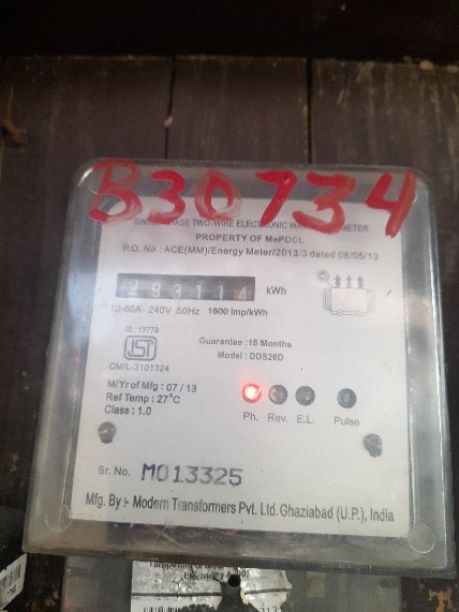 B30734
SINGLE PHASE TWO-WIRE ELECTRONIC METER
PROPERTY OF MePDCL
P.O. No.: ACE(MM)/Energy Meter/2013/3 dated 08/05/13
293114 kWh
10-60A 240V 50Hz 1600 Imp/kWh
IS : 13779
ISI
CM/L-3101324
Guarantee :18 Months
Model : DDS26D
M/Yr of Mfg : 07 / 13
Ref Temp : 27°C
Class : 1.0
Ph. Rev. E.L. Pulse
Sr. No. M013325
Mfg. By :- Modern Transformers Pvt. Ltd. Ghaziabad (U.P.), India